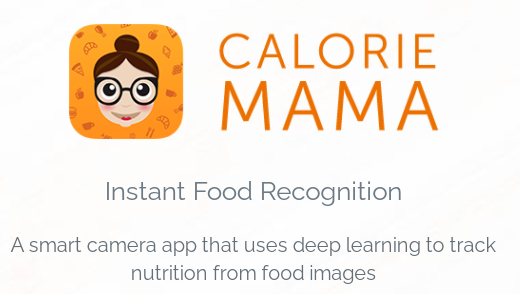 CALORIE
MAMA
Instant Food Recognition
A smart camera app that uses deep learning to track
nutrition from food images